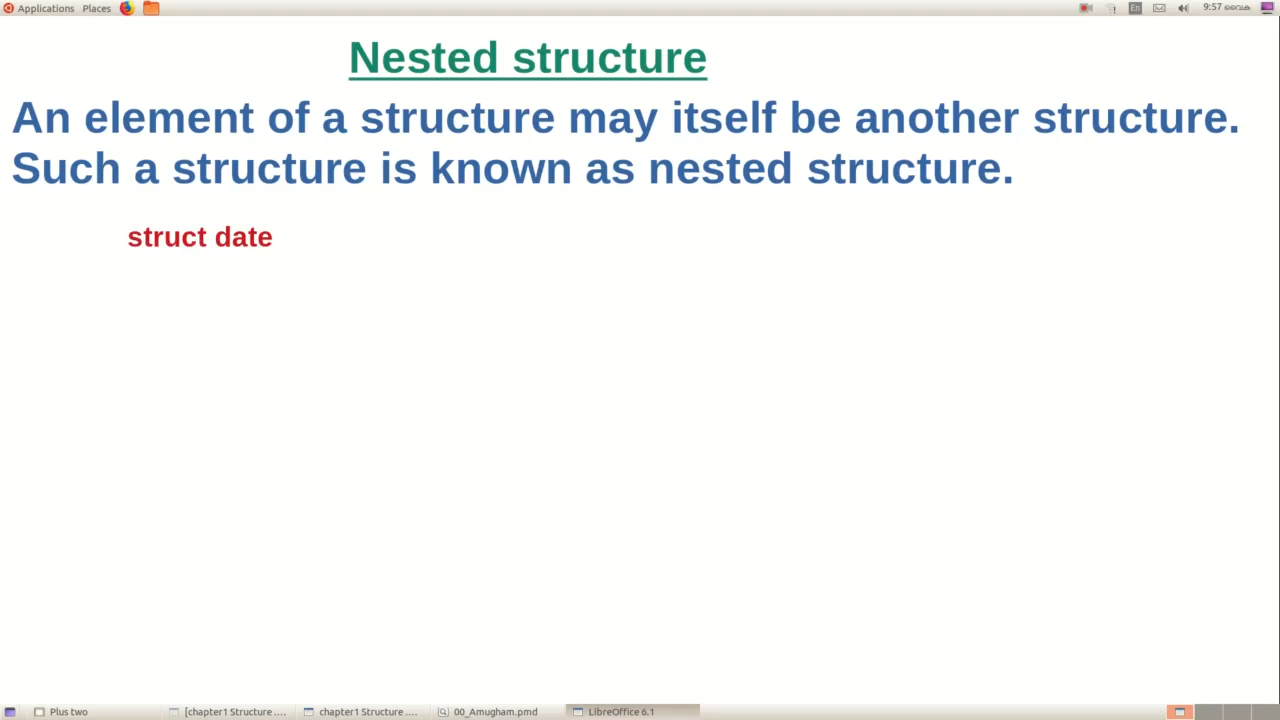 Applications Places En 9:57 വൈകു
Nested structure
An element of a structure may itself be another structure.
Such a structure is known as nested structure.
struct date
Plus two [chapter1 Structure .... chapter1 Structure .... 00_Amugham.pmd LibreOffice 6.1